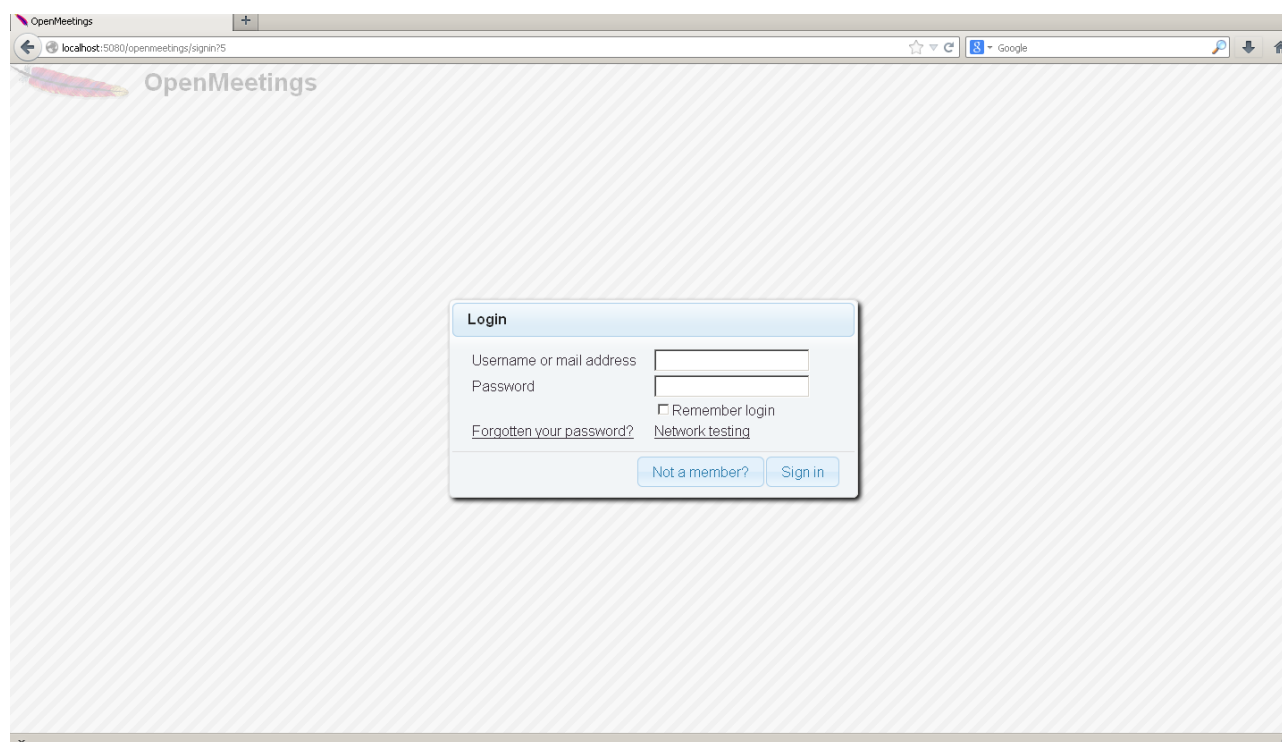 OpenMeetings
localhost:5080/openmeetings/signin?5
Google
OpenMeetings
Login
Username or mail address
Password
Remember login
Forgotten your password? Network testing
Not a member? Sign in